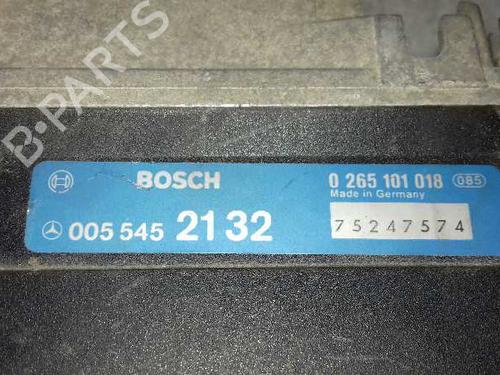 B-PARTS
BOSCH
0 265 101 018 085
Made in Germany
005 545 21 32
75247574